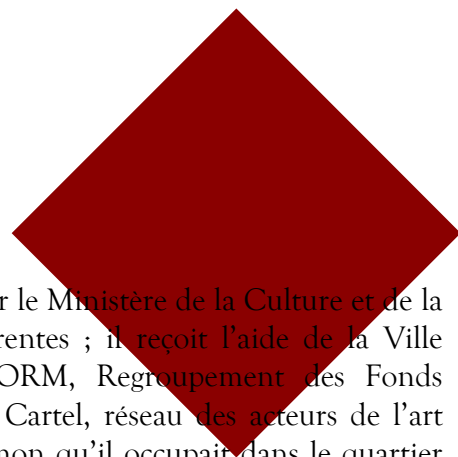 r le Ministère de la Culture et de la
rentes ; il reçoit l'aide de la Ville
ORM, Regroupement des Fonds
Cartel, réseau des acteurs de l'art
non qu'il occupait dans le quartier